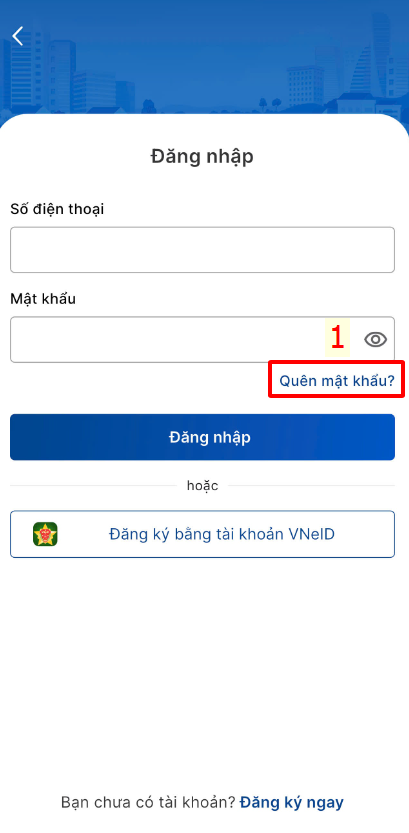 Đăng nhập
Số điện thoại
Mật khẩu
1
Quên mật khẩu?
Đăng nhập
hoặc
Đăng ký bằng tài khoản VNeID
Bạn chưa có tài khoản? Đăng ký ngay